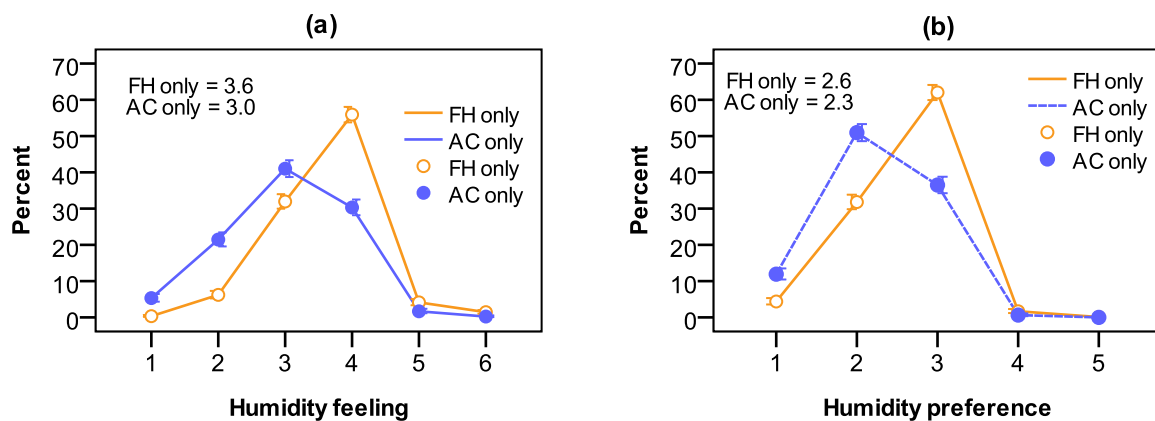 (a)
70
60
50
40
30
20
10
0
Percent
FH only = 3.6
AC only = 3.0
FH only
AC only
FH only
AC only
1 2 3 4 5 6
Humidity feeling
(b)
70
60
50
40
30
20
10
0
Percent
FH only = 2.6
AC only = 2.3
FH only
AC only
FH only
AC only
1 2 3 4 5
Humidity preference